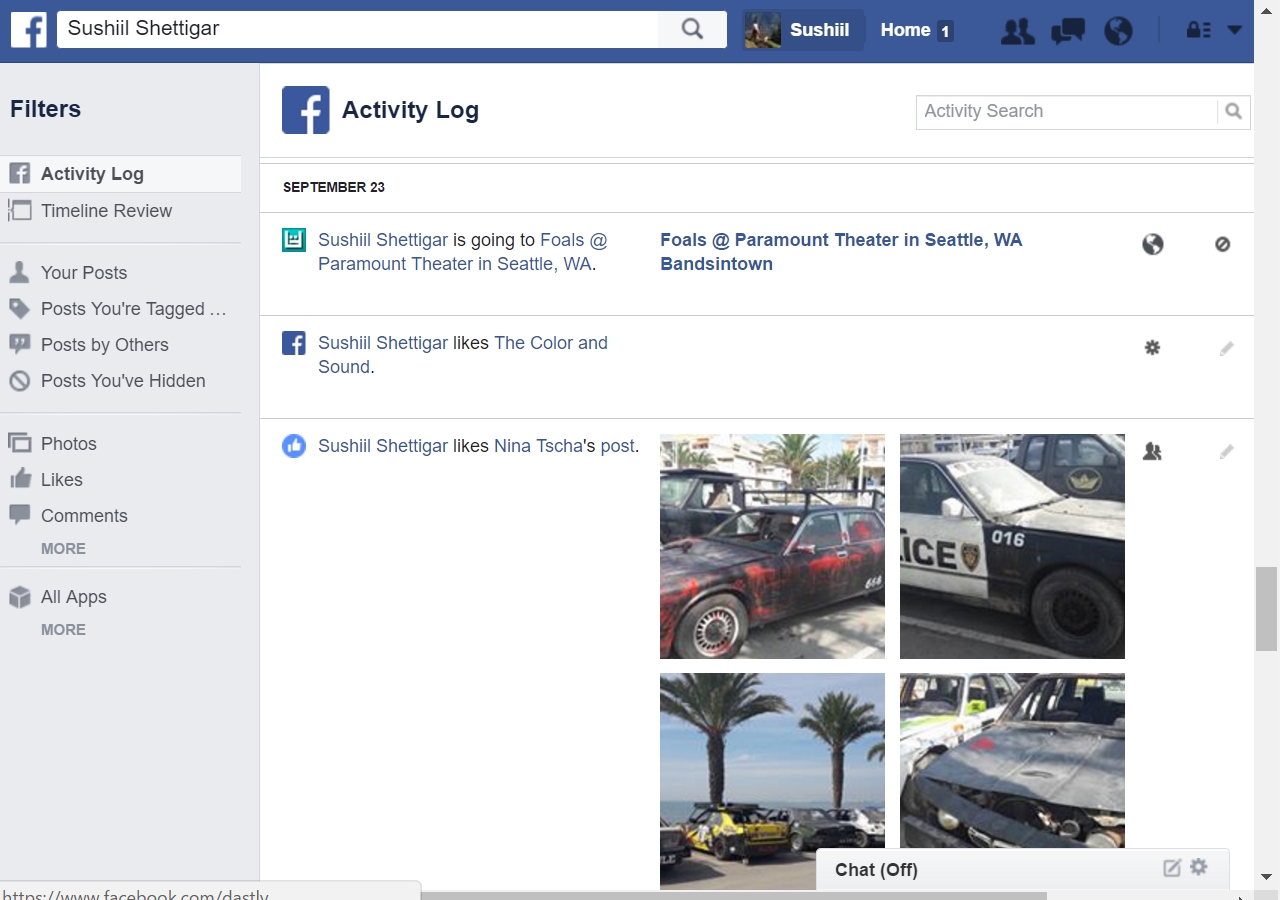 Sushiil Shettigar
Sushiil
Home 1
Filters
Activity Log
Timeline Review
Your Posts
Posts You're Tagged …
Posts by Others
Posts You've Hidden
Photos
Likes
Comments
MORE
All Apps
MORE
Activity Log
Activity Search
SEPTEMBER 23
Sushiil Shettigar is going to Foals @
Paramount Theater in Seattle, WA.
Foals @ Paramount Theater in Seattle, WA
Bandsintown
Sushiil Shettigar likes The Color and
Sound.
Sushiil Shettigar likes Nina Tscha's post.
666
POLICE
ICE
016
Chat (Off)
https://www.facebook.com/dastly